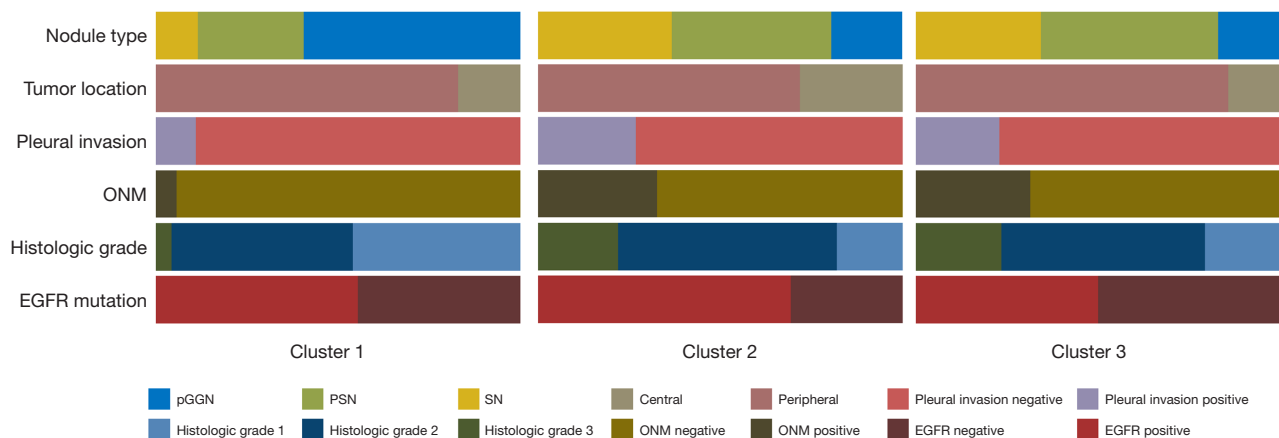 Nodule type
Tumor location
Pleural invasion
ONM
Histologic grade
EGFR mutation
Cluster 1 Cluster 2 Cluster 3
pGGN PSN SN Central Peripheral Pleural invasion negative Pleural invasion positive
Histologic grade 1 Histologic grade 2 Histologic grade 3 ONM negative ONM positive EGFR negative EGFR positive